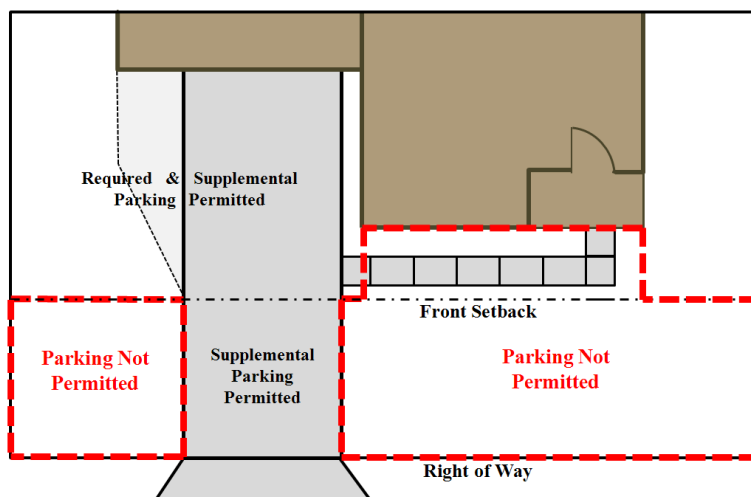 Required & Supplemental
Parking Permitted
Front Setback
Parking Not
Permitted
Supplemental
Parking
Permitted
Parking Not
Permitted
Right of Way